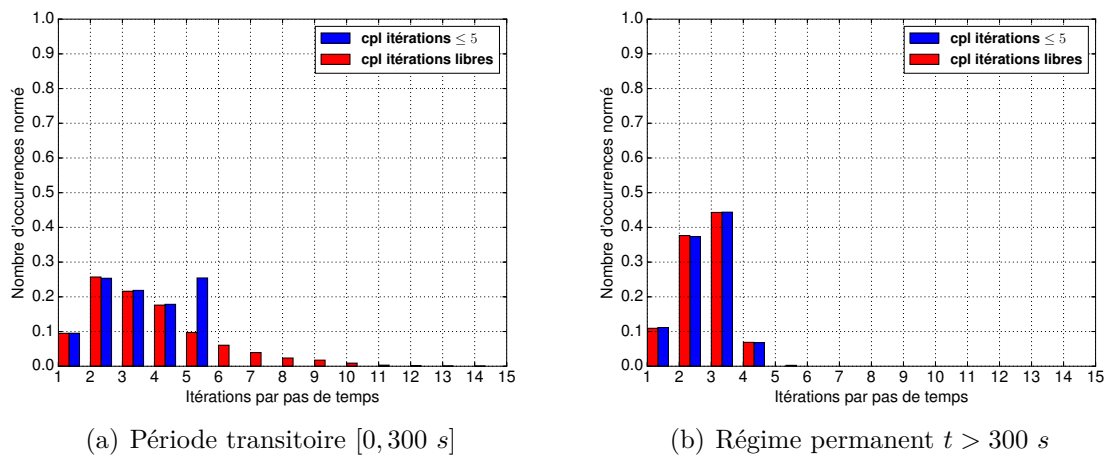 1.0
0.9
0.8
0.7
0.6
0.5
0.4
0.3
0.2
0.1
0.0
Nombre d'occurrences normé
cpl itérations ≤ 5
cpl itérations libres
1 2 3 4 5 6 7 8 9 10 11 12 13 14 15
Itérations par pas de temps
(a) Période transitoire [0, 300 s]
1.0
0.9
0.8
0.7
0.6
0.5
0.4
0.3
0.2
0.1
0.0
Nombre d'occurrences normé
cpl itérations ≤ 5
cpl itérations libres
1 2 3 4 5 6 7 8 9 10 11 12 13 14 15
Itérations par pas de temps
(b) Régime permanent t > 300 s